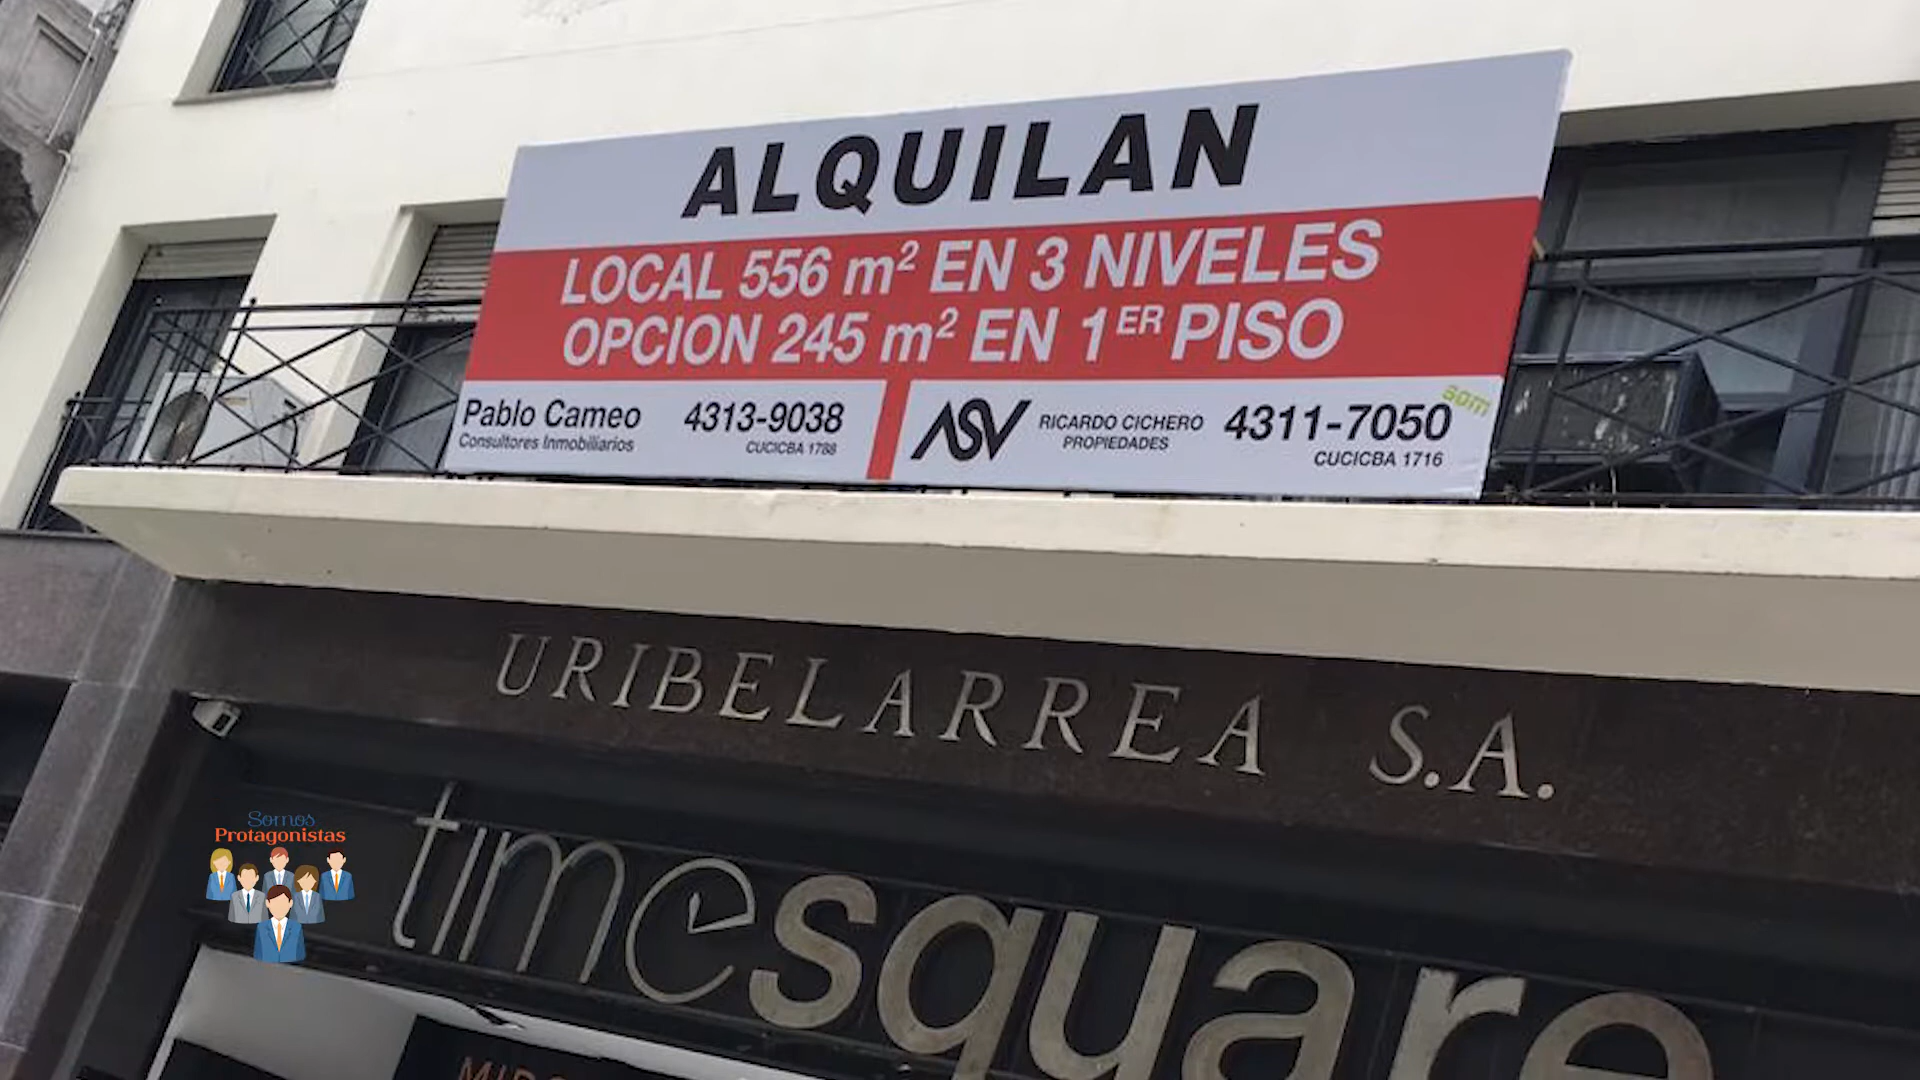 ALQUILAN
LOCAL 556 m² EN 3 NIVELES
OPCION 245 m² EN 1ER PISO
Pablo Cameo
Consultores Inmobiliarios
4313-9038
CUCICBA 1788
ASV
RICARDO CICHERO
PROPIEDADES
4311-7050
CUCICBA 1716
som
URIBELARREA S.A.
timesquare
Somos
Protagonistas